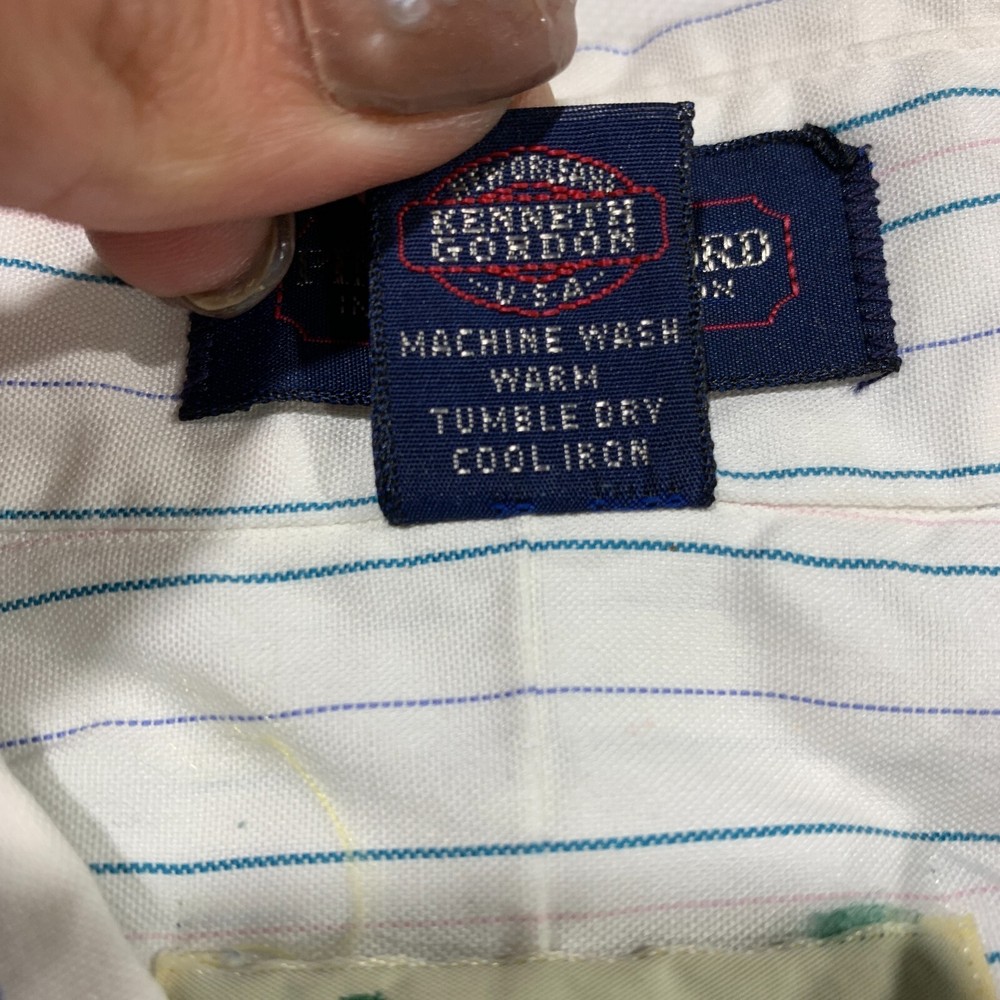 NEW ORLEANS
KENNETH
GORDON
U·S·A
MACHINE WASH
WARM
TUMBLE DRY
COOL IRON